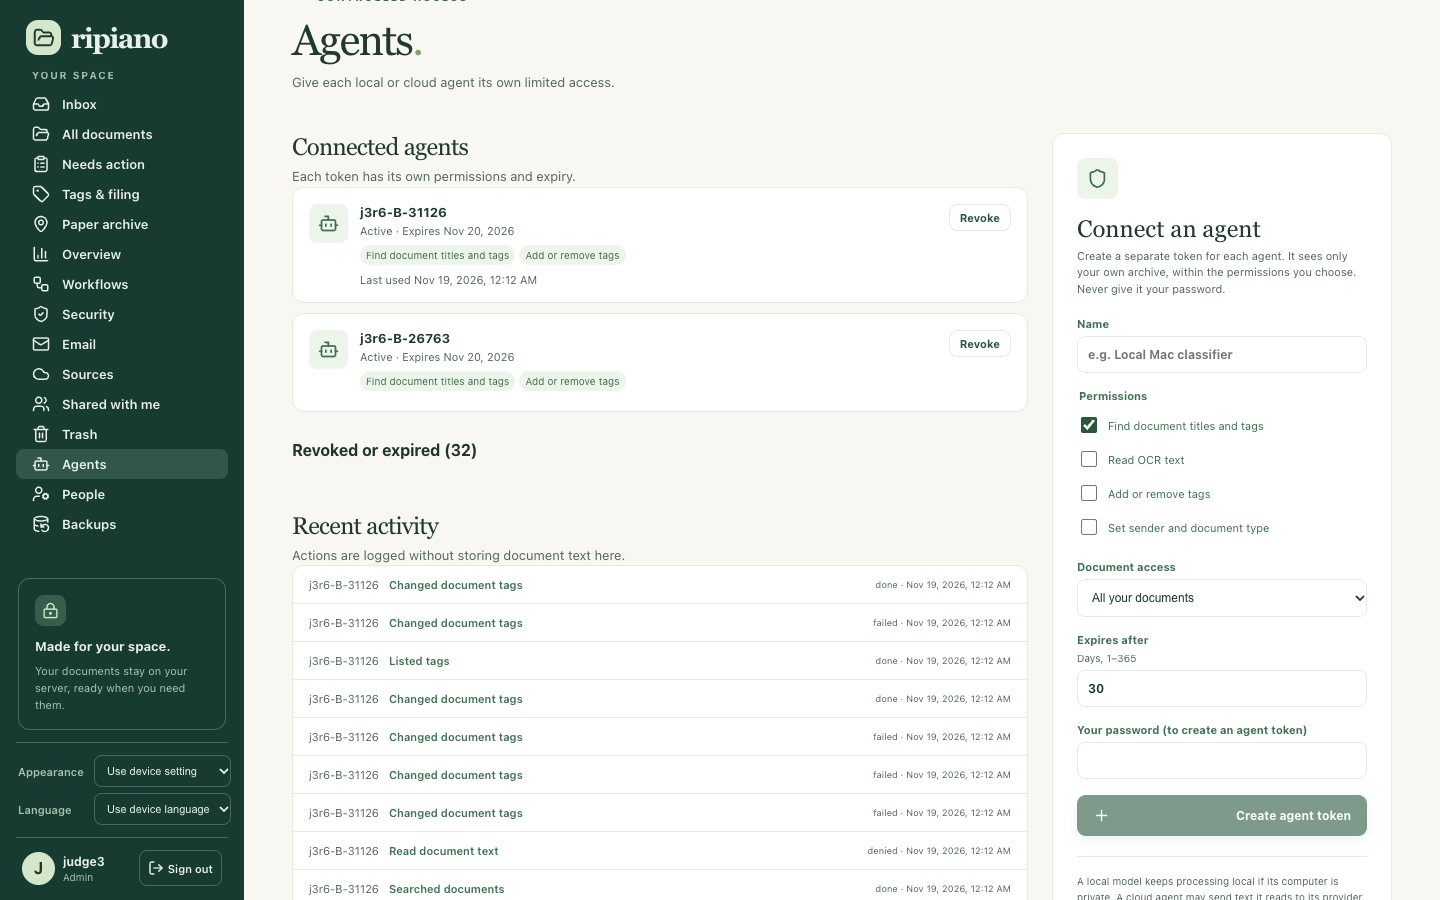 ripiano
YOUR SPACE
Inbox
All documents
Needs action
Tags & filing
Paper archive
Overview
Workflows
Security
Email
Sources
Shared with me
Trash
Agents
People
Backups
Made for your space.
Your documents stay on your
server, ready when you need
them.
Appearance
Use device setting
Language
Use device language
J
judge3
Admin
Sign out
Agents.
Give each local or cloud agent its own limited access.
Connected agents
Each token has its own permissions and expiry.
j3r6-B-31126
Active · Expires Nov 20, 2026
Find document titles and tags
Add or remove tags
Last used Nov 19, 2026, 12:12 AM
Revoke
j3r6-B-26763
Active · Expires Nov 20, 2026
Find document titles and tags
Add or remove tags
Revoke
Revoked or expired (32)
Recent activity
Actions are logged without storing document text here.
j3r6-B-31126 Changed document tags done · Nov 19, 2026, 12:12 AM
j3r6-B-31126 Changed document tags failed · Nov 19, 2026, 12:12 AM
j3r6-B-31126 Listed tags done · Nov 19, 2026, 12:12 AM
j3r6-B-31126 Changed document tags done · Nov 19, 2026, 12:12 AM
j3r6-B-31126 Changed document tags failed · Nov 19, 2026, 12:12 AM
j3r6-B-31126 Changed document tags failed · Nov 19, 2026, 12:12 AM
j3r6-B-31126 Changed document tags failed · Nov 19, 2026, 12:12 AM
j3r6-B-31126 Read document text denied · Nov 19, 2026, 12:12 AM
j3r6-B-31126 Searched documents done · Nov 19, 2026, 12:12 AM
Connect an agent
Create a separate token for each agent. It sees only
your own archive, within the permissions you choose.
Never give it your password.
Name
e.g. Local Mac classifier
Permissions
Find document titles and tags
Read OCR text
Add or remove tags
Set sender and document type
Document access
All your documents
Expires after
Days, 1–365
30
Your password (to create an agent token)
Create agent token
A local model keeps processing local if its computer is
private. A cloud agent may send text it reads to its provider.